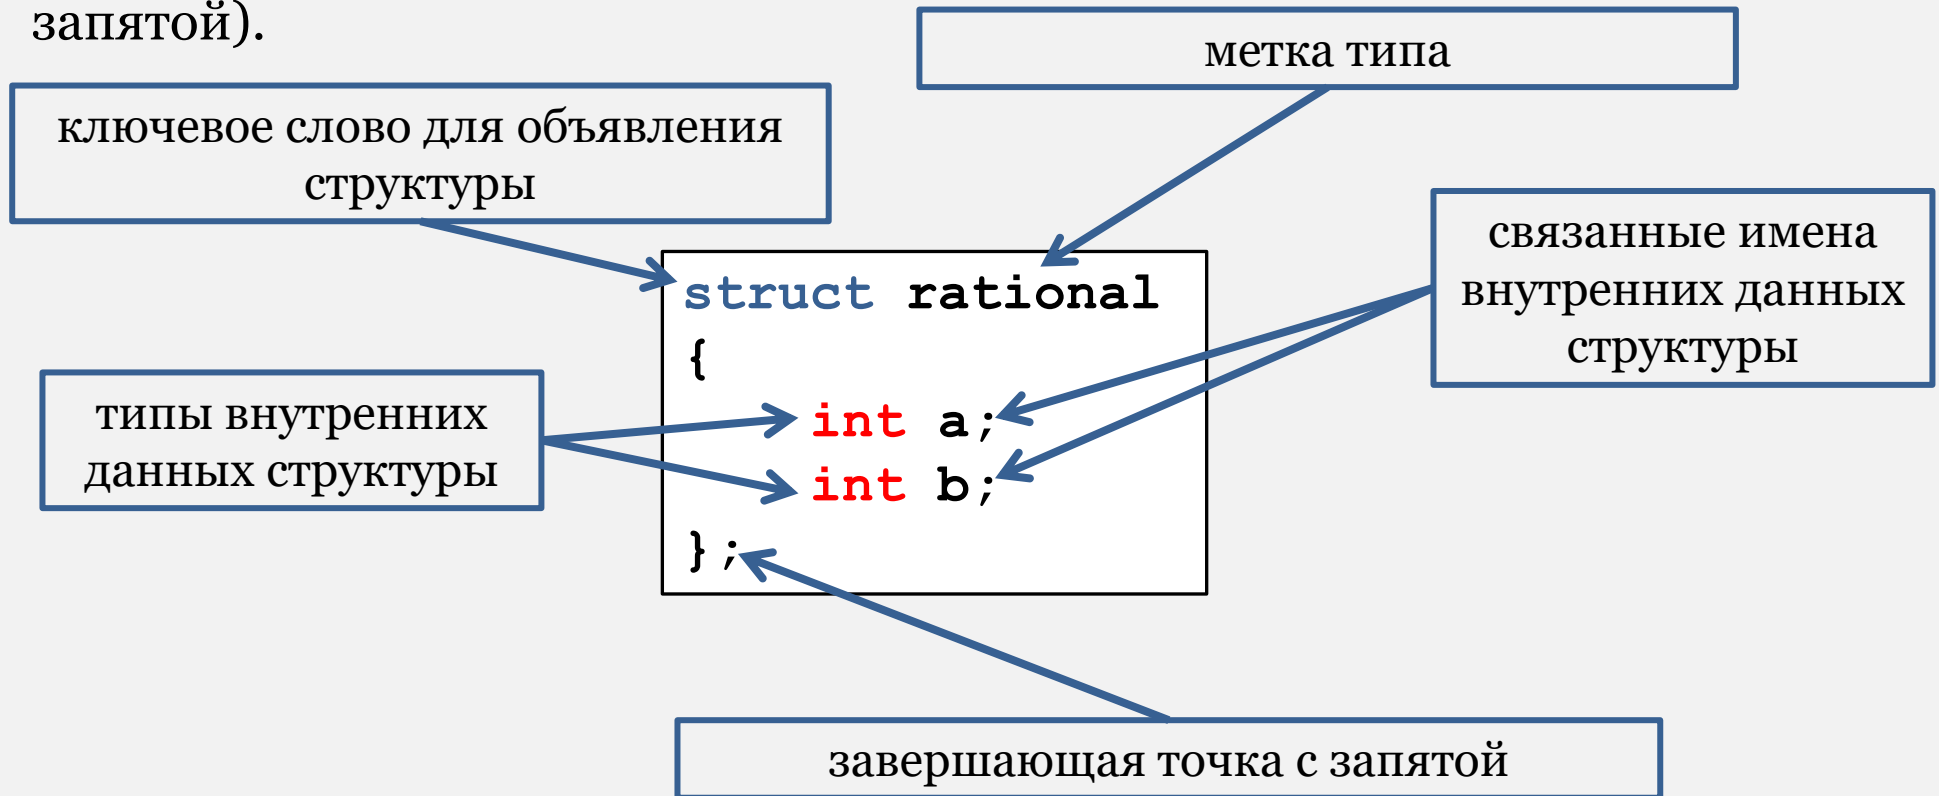 запятой).
метка типа
ключевое слово для объявления
структуры
связанные имена
внутренних данных
структуры
struct rational
{
int a;
int b;
};
типы внутренних
данных структуры
завершающая точка с запятой